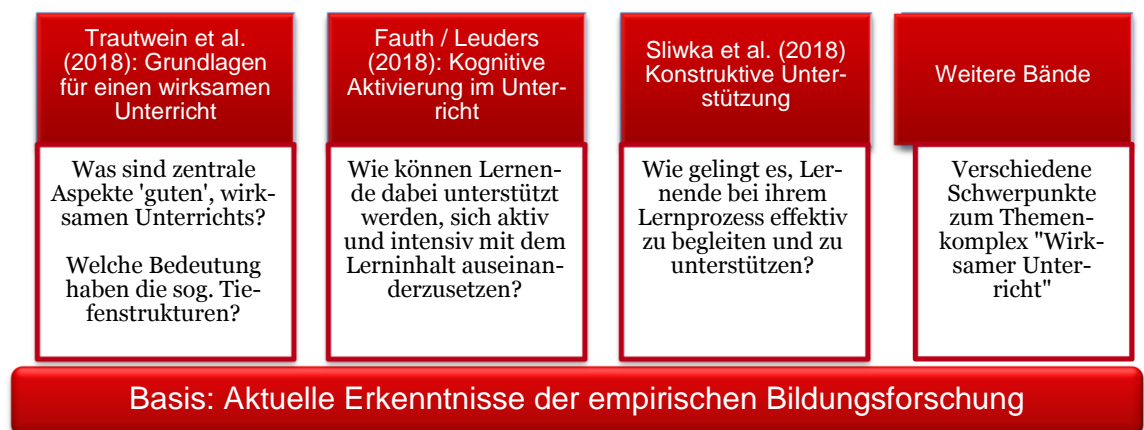 Trautwein et al.
(2018): Grundlagen
für einen wirksamen
Unterricht
Was sind zentrale
Aspekte 'guten', wirk-
samen Unterrichts?
Welche Bedeutung
haben die sog. Tie-
fenstrukturen?
Fauth / Leuders
(2018): Kognitive
Aktivierung im Unter-
richt
Wie können Lernen-
de dabei unterstützt
werden, sich aktiv
und intensiv mit dem
Lerninhalt auseinan-
derzusetzen?
Sliwka et al. (2018)
Konstruktive Unter-
stützung
Wie gelingt es, Ler-
nende bei ihrem
Lernprozess effektiv
zu begleiten und zu
unterstützen?
Weitere Bände
Verschiedene
Schwerpunkte
zum Themen-
komplex "Wirk-
samer Unter-
richt"
Basis: Aktuelle Erkenntnisse der empirischen Bildungsforschung